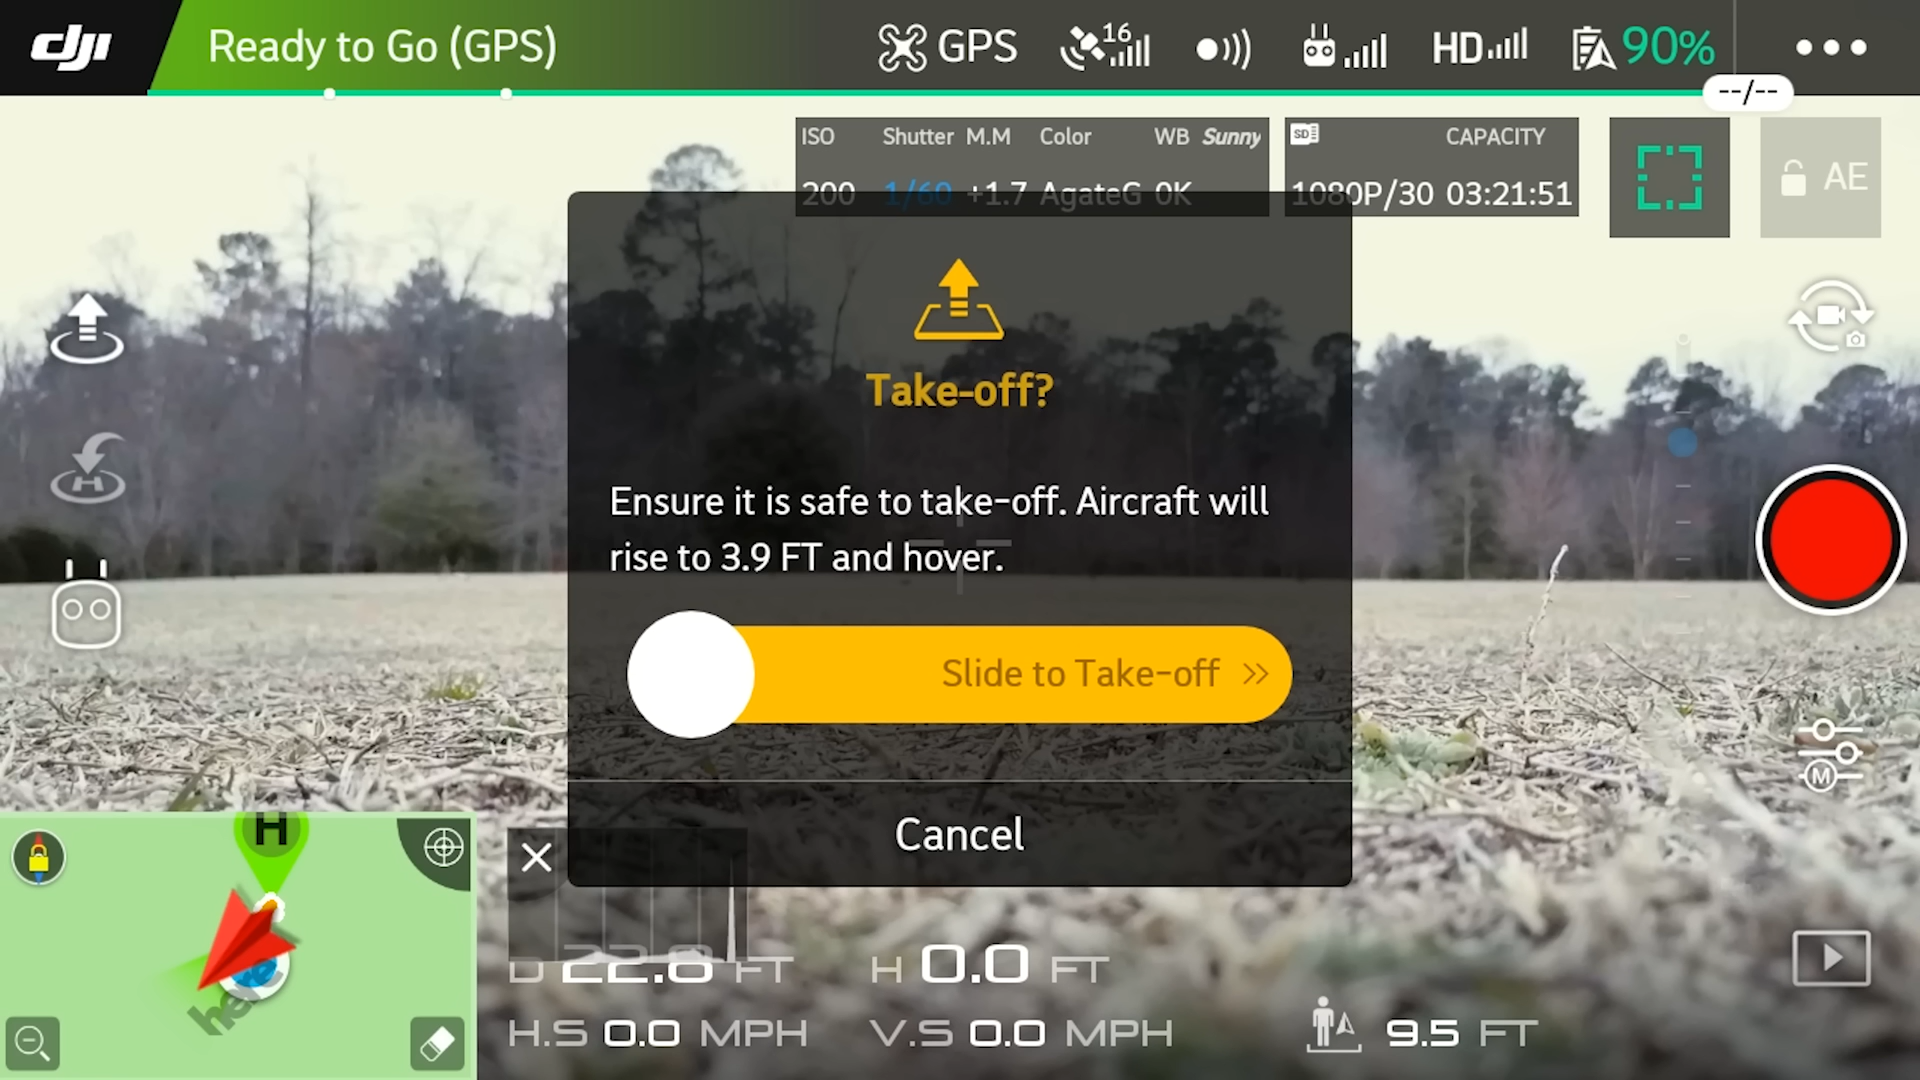 dji Ready to Go (GPS) GPS 16 HD 90%
--/--
ISO Shutter M.M Color WB Sunny SD CAPACITY
200 1/60 +1.7 AgateG 0K 1080P/30 03:21:51
AE
Take-off?
Ensure it is safe to take-off. Aircraft will
rise to 3.9 FT and hover.
Slide to Take-off
Cancel
M
H
D 22.8 FT H 0.0 FT
H.S 0.0 MPH V.S 0.0 MPH 9.5 FT